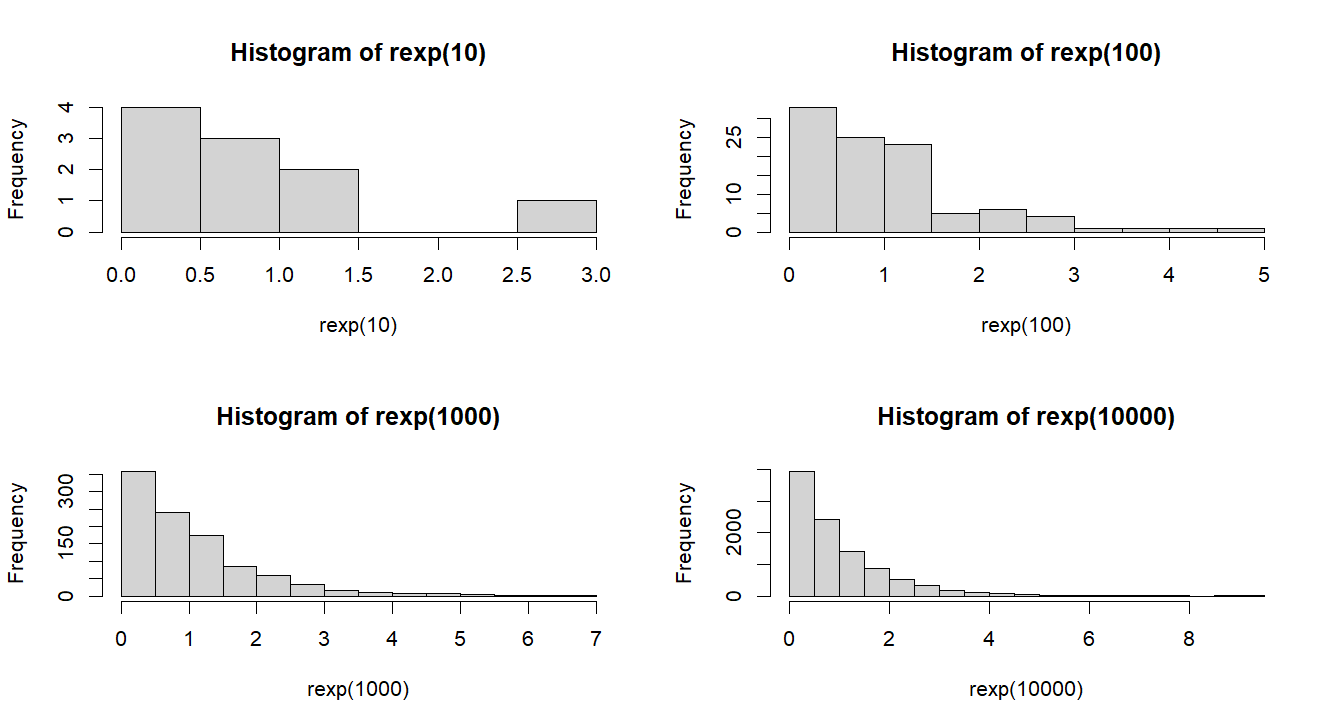 Histogram of rexp(10)
Frequency
4
3
2
1
0
0.0 0.5 1.0 1.5 2.0 2.5 3.0
rexp(10)
Histogram of rexp(100)
Frequency
25
10
0
0 1 2 3 4 5
rexp(100)
Histogram of rexp(1000)
Frequency
300
150
0
0 1 2 3 4 5 6 7
rexp(1000)
Histogram of rexp(10000)
Frequency
2000
0
0 2 4 6 8
rexp(10000)